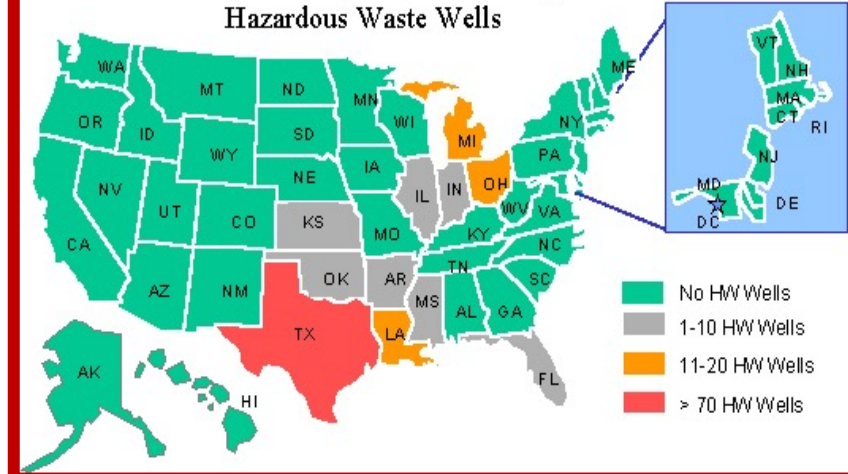 Hazardous Waste Wells
WA
MT
ND
MN
ME
VT
NH
MA
CT
RI
OR
ID
SD
WI
MI
NY
WY
IA
PA
NJ
NE
NV
UT
CO
IL
IN
OH
MD
DE
DC
WV
VA
KS
MO
KY
CA
NC
TN
OK
AR
SC
AZ
NM
MS
AL
GA
TX
LA
FL
AK
HI
No HW Wells
1-10 HW Wells
11-20 HW Wells
> 70 HW Wells